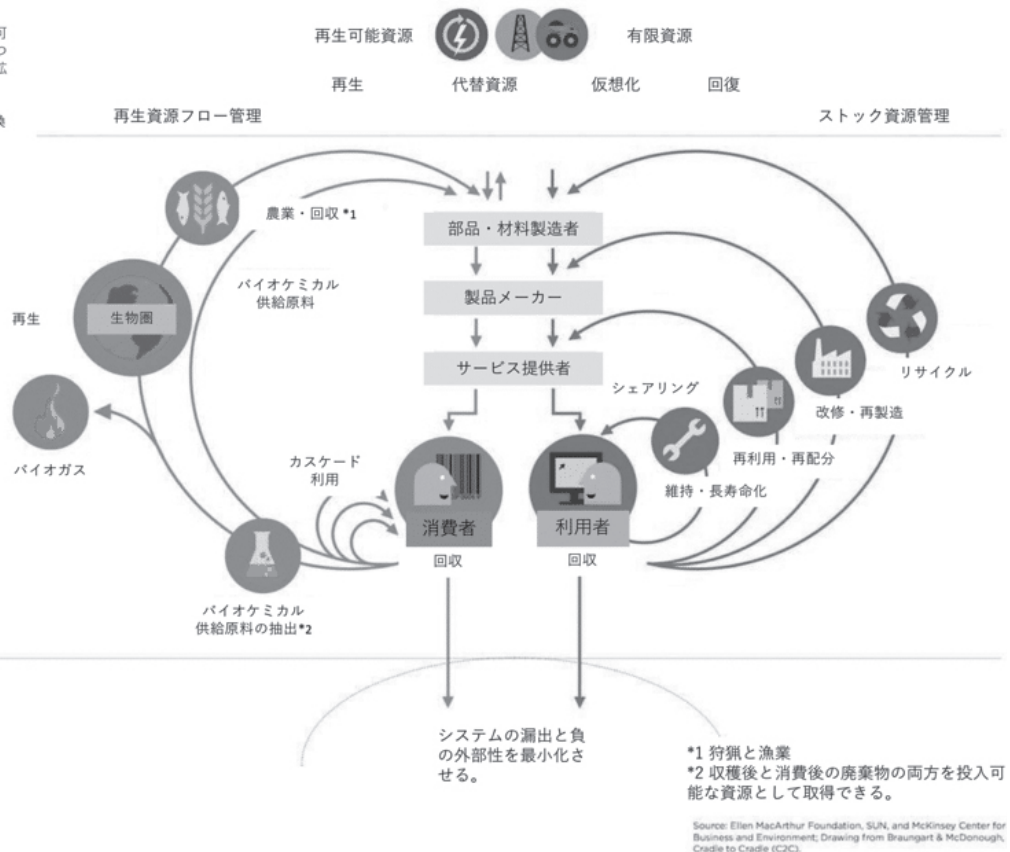 可
つ
拡
換
再生可能資源
有限資源
再生
代替資源
仮想化
回復
再生資源フロー管理
ストック資源管理
農業・回収 *1
部品・材料製造者
バイオケミカル
供給原料
製品メーカー
再生
生物圏
サービス提供者
シェアリング
リサイクル
改修・再製造
バイオガス
カスケード
利用
再利用・再配分
維持・長寿命化
消費者
利用者
回収
回収
バイオケミカル
供給原料の抽出*2
システムの漏出と負
の外部性を最小化さ
せる。
*1 狩猟と漁業
*2 収穫後と消費後の廃棄物の両方を投入可
能な資源として取得できる。
Source: Ellen MacArthur Foundation, SUN, and McKinsey Center for
Business and Environment; Drawing from Braungart & McDonough,
Cradle to Cradle (C2C).